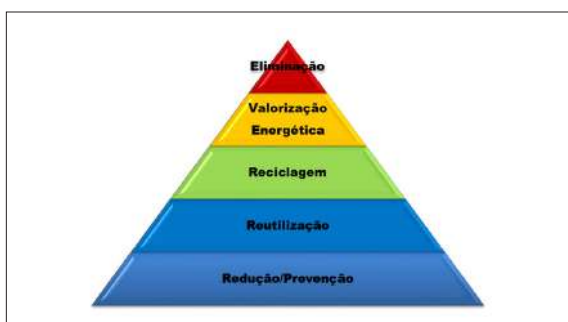 Eliminação
Valorização
Energética
Reciclagem
Reutilização
Redução/Prevenção